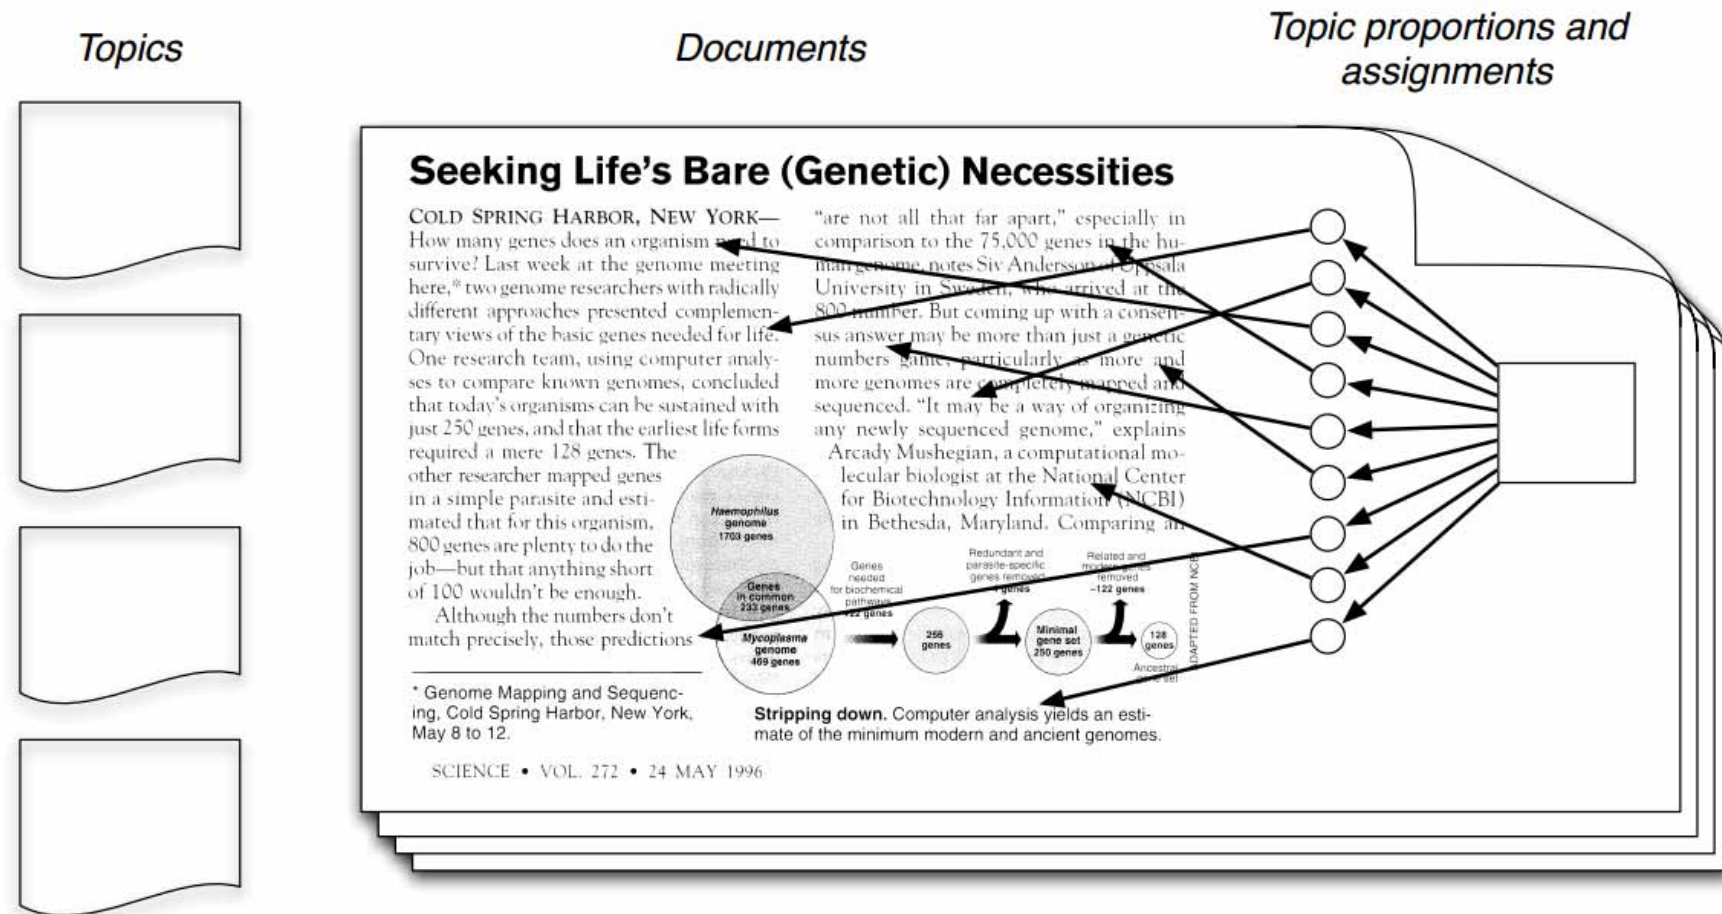 Topics
Documents
Topic proportions and
assignments
Seeking Life's Bare (Genetic) Necessities
COLD SPRING HARBOR, NEW YORK—
How many genes does an organism need to
survive? Last week at the genome meeting
here,* two genome researchers with radically
different approaches presented complemen-
tary views of the basic genes needed for life.
One research team, using computer analy-
ses to compare known genomes, concluded
that today's organisms can be sustained with
just 250 genes, and that the earliest life forms
required a mere 128 genes. The
other researcher mapped genes
in a simple parasite and esti-
mated that for this organism,
800 genes are plenty to do the
job—but that anything short
of 100 wouldn't be enough.
Although the numbers don't
match precisely, those predictions
* Genome Mapping and Sequenc-
ing, Cold Spring Harbor, New York,
May 8 to 12.
"are not all that far apart," especially in
comparison to the 75,000 genes in the hu-
man genome, notes Siv Andersson of Uppsala
University in Sweden, who arrived at the
800 number. But coming up with a consen-
sus answer may be more than just a genetic
numbers game, particularly as more and
more genomes are completely mapped and
sequenced. "It may be a way of organizing
any newly sequenced genome," explains
Arcady Mushegian, a computational mo-
lecular biologist at the National Center
for Biotechnology Information (NCBI)
in Bethesda, Maryland. Comparing an
Haemophilus
genome
1703 genes
Genes
in common
233 genes
Mycoplasma
genome
469 genes
Genes
needed
for biochemical
pathways
+22 genes
256
genes
Redundant and
parasite-specific
genes removed
genes
Minimal
gene set
250 genes
Related and
modern genes
removed
–122 genes
128
genes
Ancestral
gene set
ADAPTED FROM NCBI
Stripping down. Computer analysis yields an esti-
mate of the minimum modern and ancient genomes.
SCIENCE • VOL. 272 • 24 MAY 1996